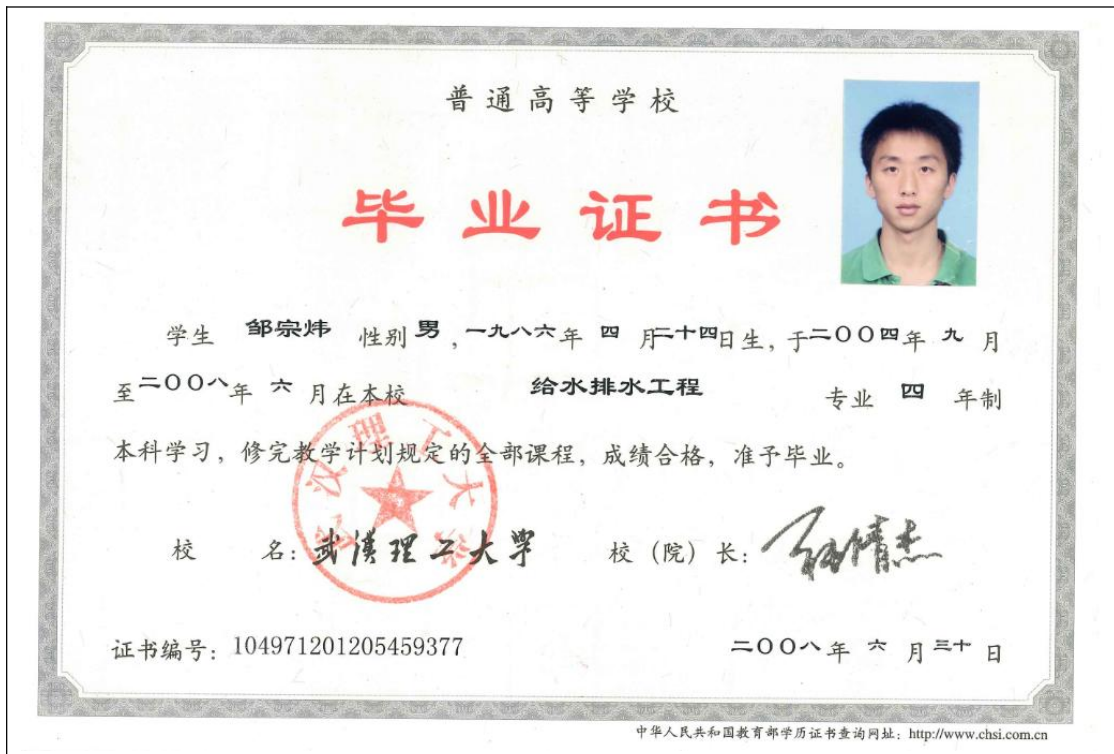 普通高等学校
毕业证书
学生 邹宗炜 性别 男,一九八六年 四 月二十四日生,于二〇〇四年 九 月
至二〇〇八年 六 月在本校 给水排水工程 专业 四 年制
本科学习,修完教学计划规定的全部课程,成绩合格,准予毕业。
武汉理工大学
校 名:武漢理工大學 校(院)长:
证书编号:104971201205459377 二〇〇八年 六 月三十日
中华人民共和国教育部学历证书查询网址:http://www.chsi.com.cn